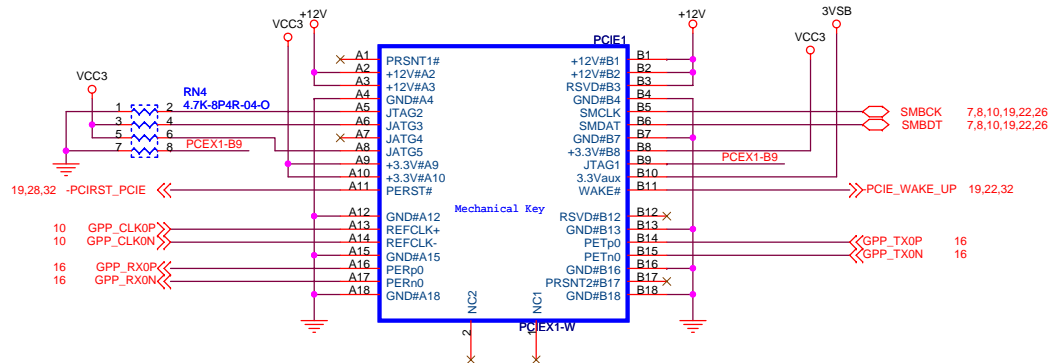 +12V +12V 3VSB
VCC3 VCC3
PCIE1
VCC3
RN4
4.7K-8P4R-04-O
A1 PRSNT1# +12V#B1 B1
A2 +12V#A2 +12V#B2 B2
A3 +12V#A3 RSVD#B3 B3
A4 GND#A4 GND#B4 B4
1 2 A5 JTAG2 SMCLK B5 SMBCK 7,8,10,19,22,26
3 4 A6 JATG3 SMDAT B6 SMBDT 7,8,10,19,22,26
5 6 A7 JATG4 GND#B7 B7
7 8 PCEX1-B9 A8 JATG5 +3.3V#B8 B8
A9 +3.3V#A9 JTAG1 B9 PCEX1-B9
A10 +3.3V#A10 3.3Vaux B10
19,28,32 -PCIRST_PCIE A11 PERST# WAKE# B11 PCIE_WAKE_UP 19,22,32
Mechanical Key
A12 GND#A12 RSVD#B12 B12
10 GPP_CLK0P A13 REFCLK+ GND#B13 B13
10 GPP_CLK0N A14 REFCLK- PETp0 B14 GPP_TX0P 16
A15 GND#A15 PETn0 B15 GPP_TX0N 16
16 GPP_RX0P A16 PERp0 GND#B16 B16
16 GPP_RX0N A17 PERn0 PRSNT2#B17 B17
A18 GND#A18 GND#B18 B18
NC2 NC1
2 1
PCIEX1-W